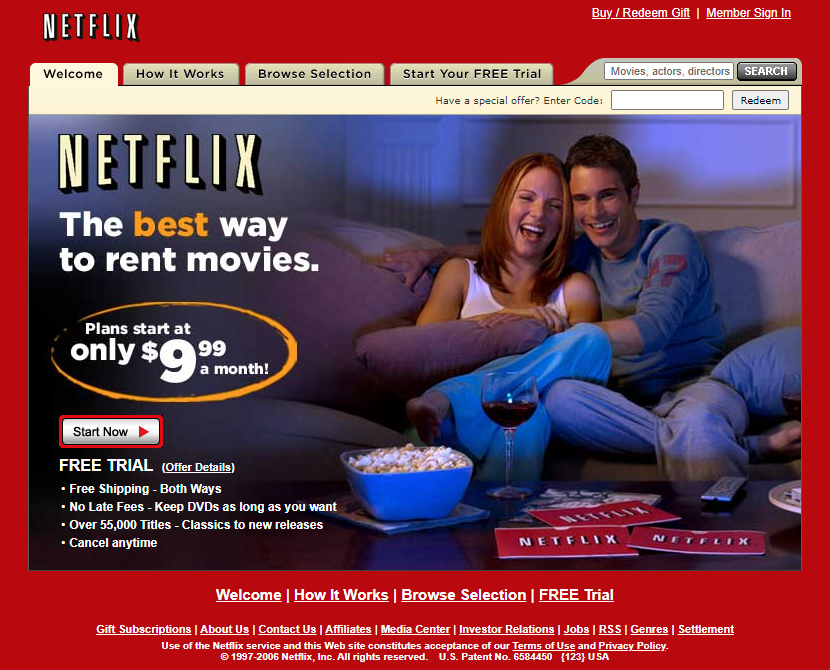 NETFLIX
Buy / Redeem Gift | Member Sign In
Welcome How It Works Browse Selection Start Your FREE Trial Movies, actors, directors SEARCH
Have a special offer? Enter Code: Redeem
NETFLIX
The best way
to rent movies.
Plans start at
only $9.99
a month!
Start Now
FREE TRIAL (Offer Details)
• Free Shipping - Both Ways
• No Late Fees - Keep DVDs as long as you want
• Over 55,000 Titles - Classics to new releases
• Cancel anytime
NETFLIX
NETFLIX
NETFLIX
Welcome | How It Works | Browse Selection | FREE Trial
Gift Subscriptions | About Us | Contact Us | Affiliates | Media Center | Investor Relations | Jobs | RSS | Genres | Settlement
Use of the Netflix service and this Web site constitutes acceptance of our Terms of Use and Privacy Policy.
© 1997-2006 Netflix, Inc. All rights reserved. U.S. Patent No. 6584450 {123} USA